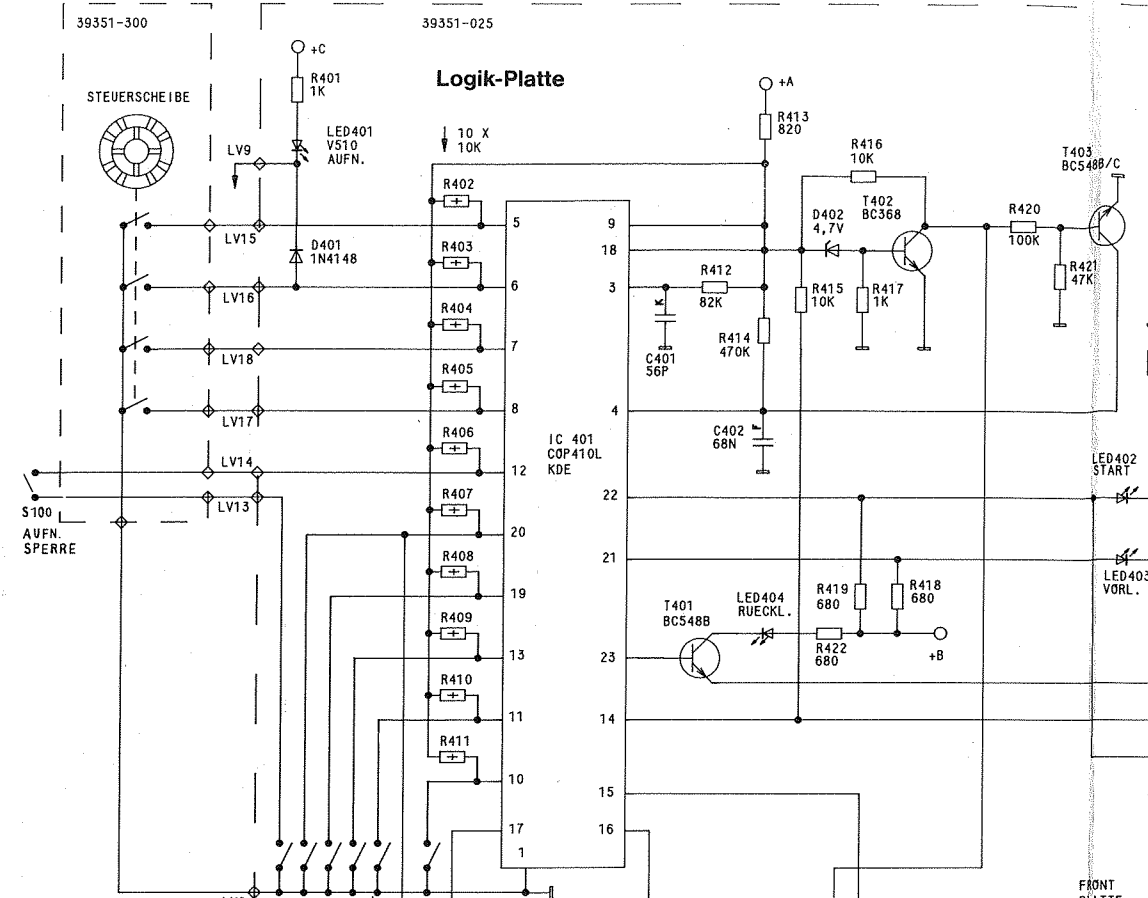 39351-300
39351-025
+C
R401
1K
Logik-Platte
+A
STEUERSCHEIBE
R413
820
LED401
V510
AUFN.
10 X
10K
R416
10K
T403
BC548B/C
LV9
R402
T402
BC368
D402
4,7V
R420
100K
LV15
5
9
D401
1N4148
R403
18
R412
82K
R415
10K
R417
1K
R421
47K
LV16
6
3
K
R404
R414
470K
C401
56P
LV18
7
R405
LV17
8
4
C402
68N
F
R406
IC 401
COP410L
KDE
LV14
12
LED402
START
S100
LV13
R407
22
AUFN.
SPERRE
20
R408
21
LED403
VORL.
19
R419
680
R418
680
LED404
RUECKL.
T401
BC548B
R409
R422
680
+B
13
23
R410
11
14
R411
10
15
17
16
1
FRONT